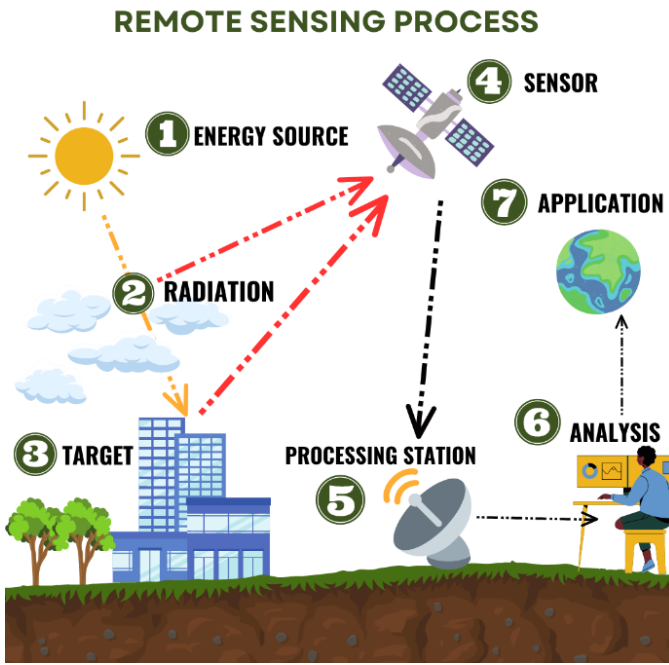 REMOTE SENSING PROCESS
1 ENERGY SOURCE
2 RADIATION
3 TARGET
4 SENSOR
PROCESSING STATION
5
6 ANALYSIS
7 APPLICATION